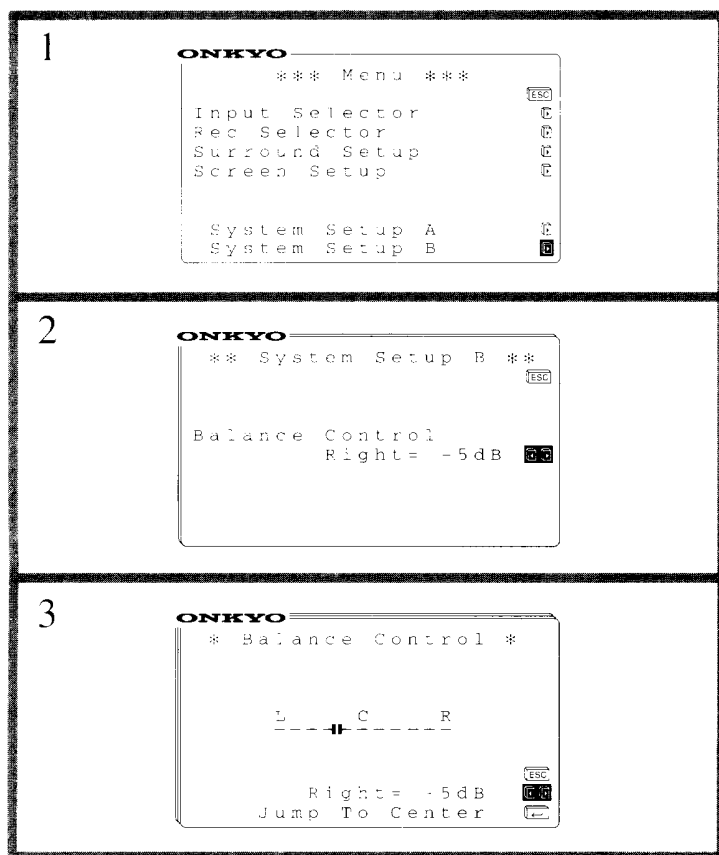 1
ONKYO
*** Menu ***
ESC
Input Selector
Rec Selector
Surround Setup
Screen Setup
System Setup A
System Setup B
2
ONKYO
** System Setup B **
ESC
Balance Control
Right= -5dB
3
ONKYO
* Balance Control *
L C R
ESC
Right= -5dB
Jump To Center